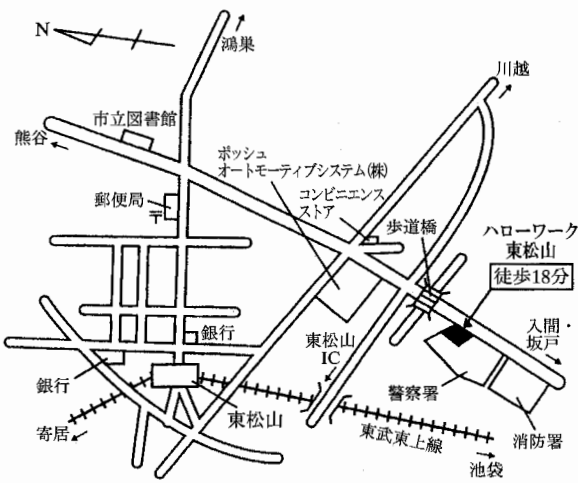 N
鴻巣
川越
市立図書館
熊谷
ボッシュ
オートモーティブシステム(株)
コンビニエンス
ストア
郵便局
〒
歩道橋
ハローワーク
東松山
徒歩18分
入間・
坂戸
銀行
東松山
IC
銀行
東松山
警察署
寄居
東武東上線
消防署
池袋